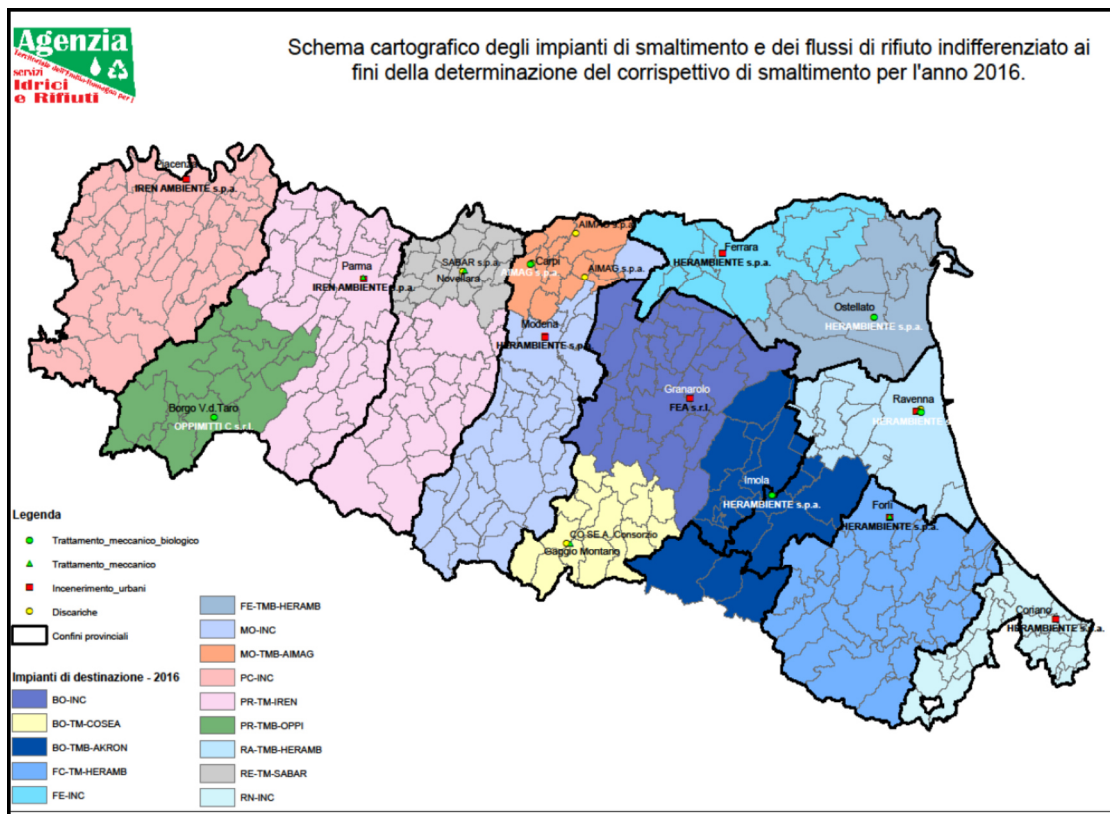 Agenzia
Territoriale dell'Emilia-Romagna per i
servizi
Idrici
e Rifiuti
Schema cartografico degli impianti di smaltimento e dei flussi di rifiuto indifferenziato ai
fini della determinazione del corrispettivo di smaltimento per l'anno 2016.
Piacenza
IREN AMBIENTE s.p.a.
Parma
IREN AMBIENTE s.p.a.
SABAR s.p.a.
Novellara
AIMAG s.p.a.
Carpi
AIMAG s.p.a.
AIMAG s.p.a.
Ferrara
HERAMBIENTE s.p.a.
Ostellato
HERAMBIENTE s.p.a.
Modena
HERAMBIENTE s.p.a.
Granarolo
FEA s.r.l.
Ravenna
HERAMBIENTE s.
Borgo V.d.Taro
OPPIMITTI C s.r.l.
Imola
HERAMBIENTE s.p.a.
Forlì
HERAMBIENTE s.p.a.
CO.SE.A. Consorzio
Gaggio Montano
Coriano
HERAMBIENTE s.p.a.
Legenda
Trattamento_meccanico_biologico
Trattamento_meccanico
Incenerimento_urbani
Discariche
Confini provinciali
Impianti di destinazione - 2016
BO-INC
BO-TM-COSEA
BO-TMB-AKRON
FC-TM-HERAMB
FE-INC
FE-TMB-HERAMB
MO-INC
MO-TMB-AIMAG
PC-INC
PR-TM-IREN
PR-TMB-OPPI
RA-TMB-HERAMB
RE-TM-SABAR
RN-INC